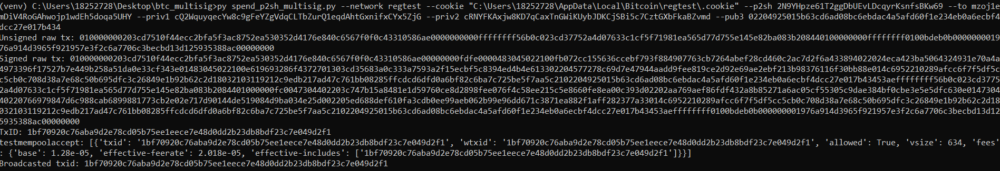 (venv) C:\Users\18252728\Desktop\btc_multisig>py spend_p2sh_multisig.py --network regtest --cookie "C:\Users\18252728\AppData\Local\Bitcoin\regtest\.cookie" --p2sh 2N9YHpze61T2ggDbUEvLDcqyrKsnfsBKw69 --to mzoj1e
mDiV4RoGAhwojp1wdEh5doqa5UHY --priv1 cQ2WquyqecYw8c9gFeYZgVdqCLTbZurQ1eqdAhtGxnifxCYx5ZjG --priv2 cRNYFKAxjw8KD7qCaxTnGWiKUybJDKCjSBi5c7CztGXbFkaBZvmd --pub3 02204925015b63cd6ad08bc6ebdac4a5afd60f1e234eb0a6ecbf4
dcc27e017b434
Unsigned raw tx: 010000000203cd7510f44ecc2bfa5f3ac8752ea530352d4176e840c6567f0f0c43310586ae0000000000ffffffff56b0c023cd37752a4d07633c1cf5f71981ea565d77d755e145e82ba083b208440100000000ffffffff0100bdeb0b0000000019
76a914d3965f921957e3f2c6a7706c3becbd13d125935388ac00000000
Signed raw tx: 010000000203cd7510f44ecc2bfa5f3ac8752ea530352d4176e840c6567f0f0c43310586ae00000000fdfe0000483045022100fb072cc155636ccebf793f884907763cb7264abef28cd460c2ac7d2f6a433894022024eca423ba5064324931e70a4a
4973396f17527b7e449b258a51da0e33cf343e01483045022100e619693286f4372701303cd35683a0c333a7593a2f15ecbf5c8394ed4b4e613302204577278c69d7e47944aadd9fee819ce2d92e69ae2ebf213b98376116f30bb88e014c6952210289afcc6f7f5df5c
c5cb0c708d38a7e68c50b695dfc3c26849e1b92b62c2d18032103119212c9edb217ad47c761bb08285ffcdcd6dfd0a6bf82c6ba7c725be5f7aa5c2102204925015b63cd6ad08bc6ebdac4a5afd60f1e234eb0a6ecbf4dcc27e017b43453aeffffffff56b0c023cd3775
2a4d07633c1cf5f71981ea565d77d755e145e82ba083b2084401000000fc0047304402203c747b15a8481e1d59760ce8d2898fee076f4c58ee215c5e8660fe8ea00c393d02202aa769aef86fdf432a8b85271a6ac05cf55305c9dae384bf0cbe3e5e5dfc630e0147304
40220766979847d6c988cab6899881773cb2e02e717d90144de519084d9ba034e25d002205ed688def610fa3cdb0ee99aeb062b99e96dd671c3871ea882f1aff282377a33014c6952210289afcc6f7f5df5cc5cb0c708d38a7e68c50b695dfc3c26849e1b92b62c2d18
032103119212c9edb217ad47c761bb08285ffcdcd6dfd0a6bf82c6ba7c725be5f7aa5c2102204925015b63cd6ad08bc6ebdac4a5afd60f1e234eb0a6ecbf4dcc27e017b43453aeffffffff0100bdeb0b000000001976a914d3965f921957e3f2c6a7706c3becbd13d12
5935388ac00000000
TxID: 1bf70920c76aba9d2e78cd05b75ee1eece7e48d0dd2b23db8bdf23c7e049d2f1
testmempoolaccept: [{'txid': '1bf70920c76aba9d2e78cd05b75ee1eece7e48d0dd2b23db8bdf23c7e049d2f1', 'wtxid': '1bf70920c76aba9d2e78cd05b75ee1eece7e48d0dd2b23db8bdf23c7e049d2f1', 'allowed': True, 'vsize': 634, 'fees'
: {'base': 1.28e-05, 'effective-feerate': 2.018e-05, 'effective-includes': ['1bf70920c76aba9d2e78cd05b75ee1eece7e48d0dd2b23db8bdf23c7e049d2f1']}}]
Broadcasted txid: 1bf70920c76aba9d2e78cd05b75ee1eece7e48d0dd2b23db8bdf23c7e049d2f1